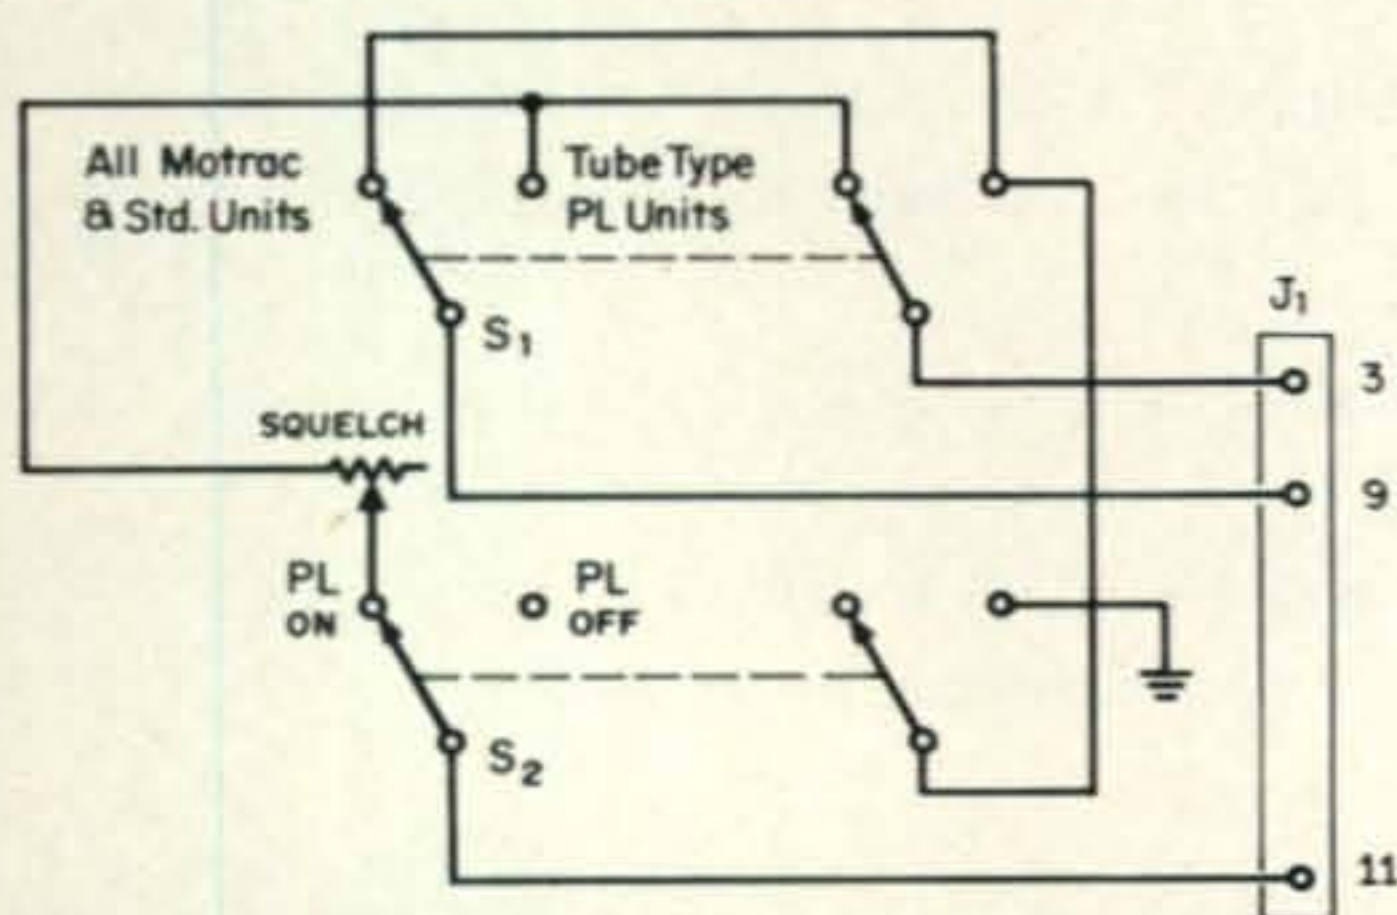 All Motrac
& Std. Units
Tube Type
PL Units
S1
J1
3
SQUELCH
9
PL
ON
PL
OFF
S2
11